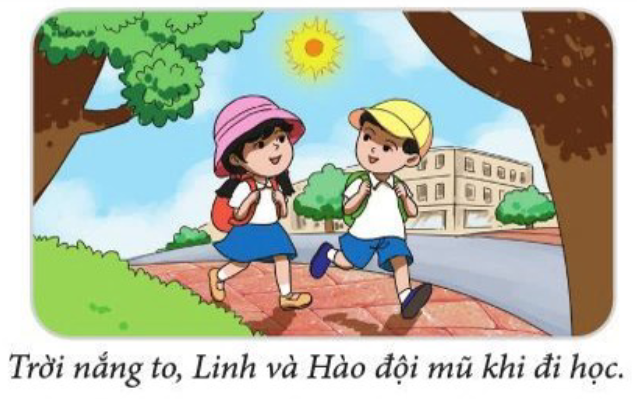 Trời nắng to, Linh và Hào đội mũ khi đi học.